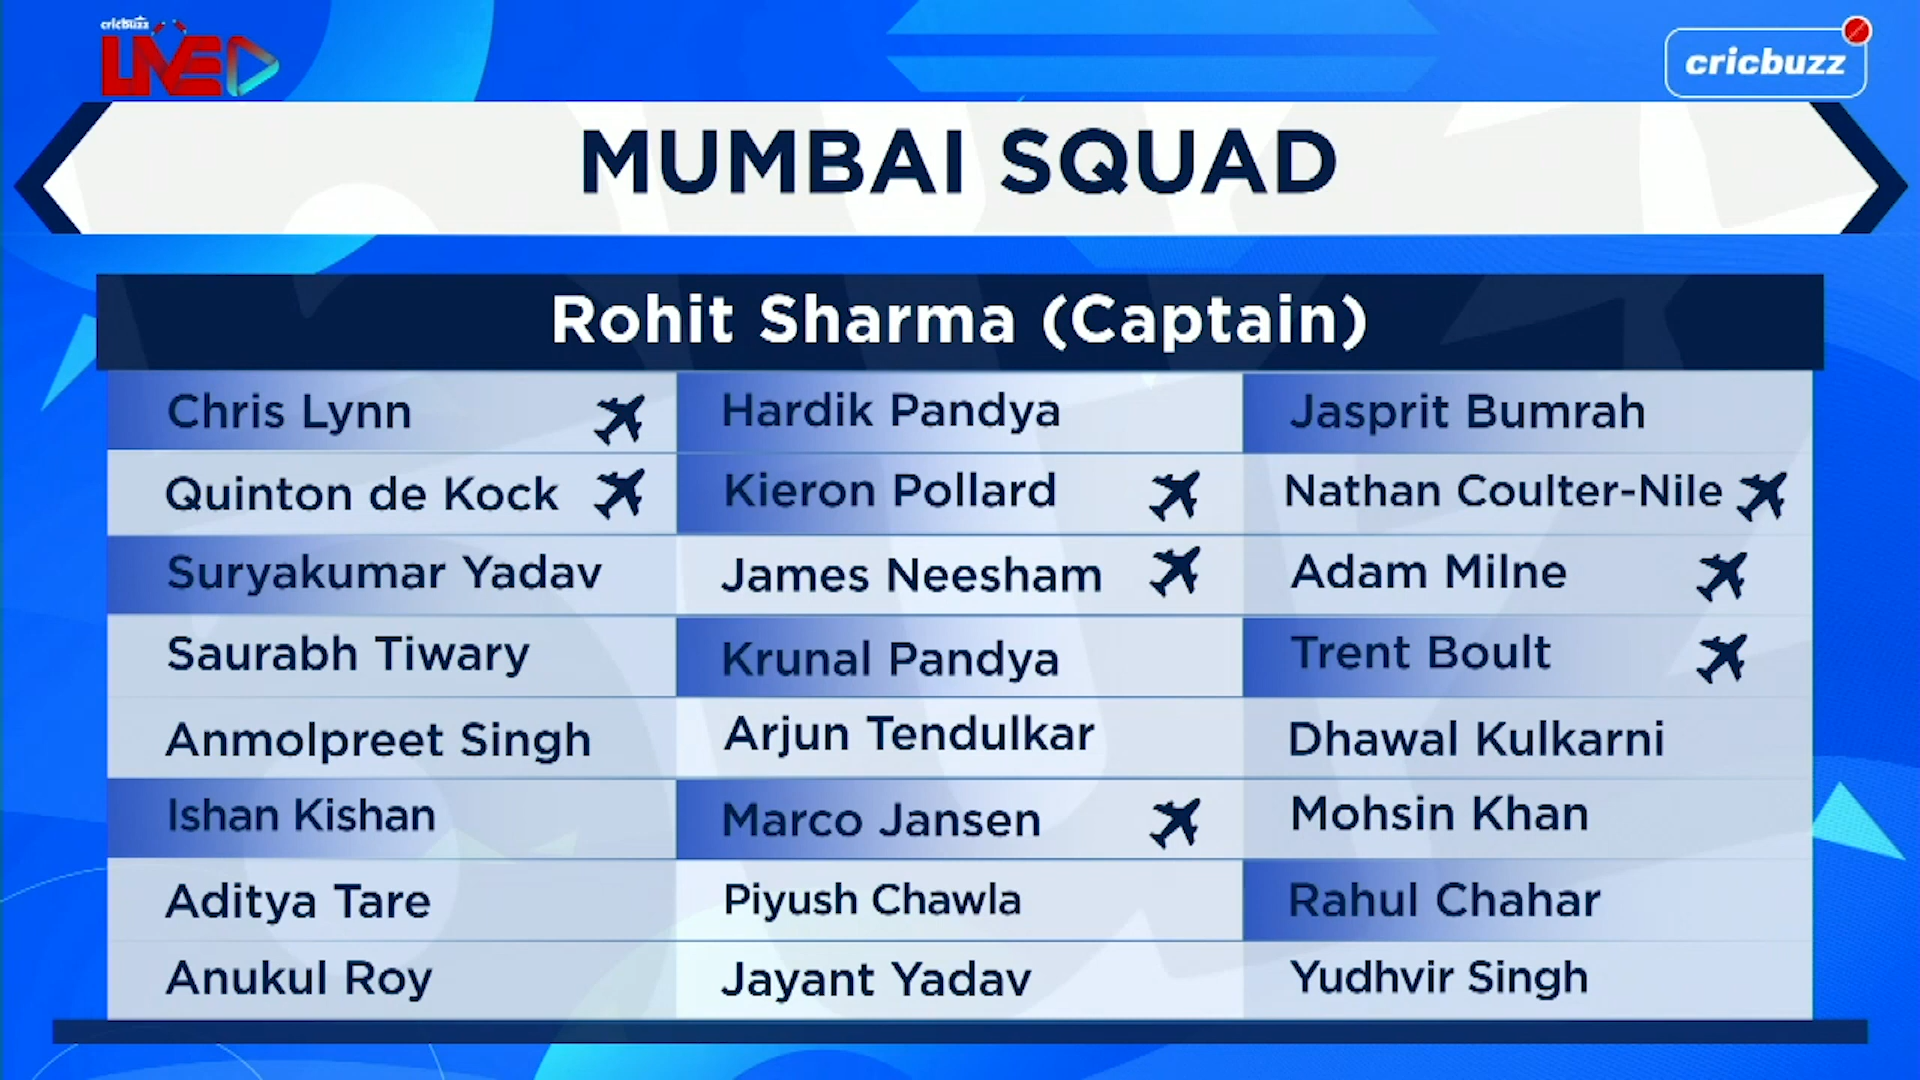 cricbuzz
LIVE
cricbuzz
MUMBAI SQUAD
Rohit Sharma (Captain)
Chris Lynn Hardik Pandya Jasprit Bumrah
Quinton de Kock Kieron Pollard Nathan Coulter-Nile
Suryakumar Yadav James Neesham Adam Milne
Saurabh Tiwary Krunal Pandya Trent Boult
Anmolpreet Singh Arjun Tendulkar Dhawal Kulkarni
Ishan Kishan Marco Jansen Mohsin Khan
Aditya Tare Piyush Chawla Rahul Chahar
Anukul Roy Jayant Yadav Yudhvir Singh